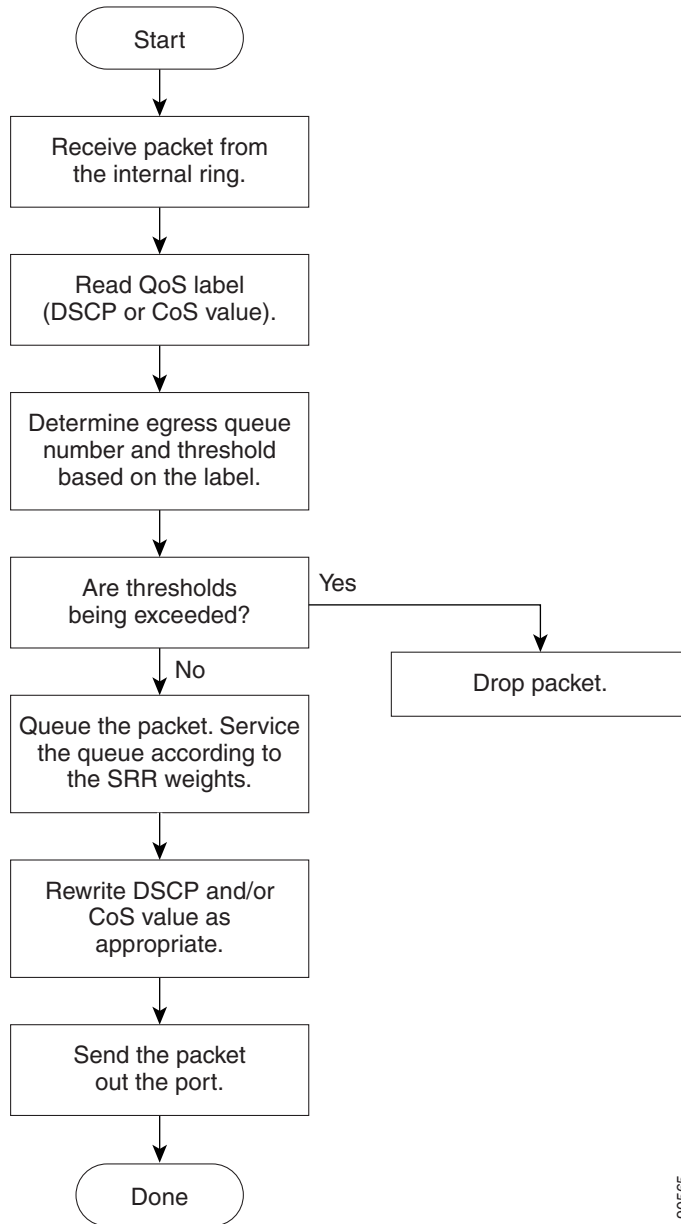 Start
Receive packet from
the internal ring.
Read QoS label
(DSCP or CoS value).
Determine egress queue
number and threshold
based on the label.
Are thresholds
being exceeded?
Yes
No
Drop packet.
Queue the packet. Service
the queue according to
the SRR weights.
Rewrite DSCP and/or
CoS value as
appropriate.
Send the packet
out the port.
Done